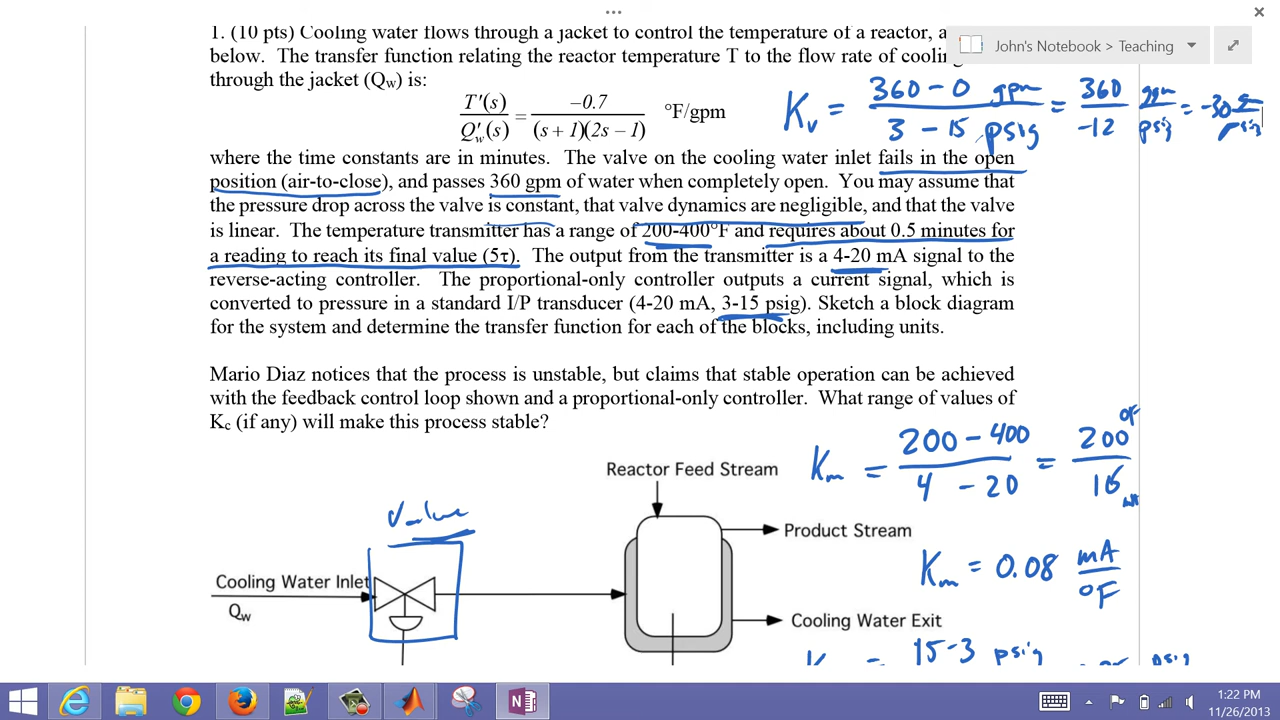 1. (10 pts) Cooling water flows through a jacket to control the temperature of a reactor, a
below. The transfer function relating the reactor temperature T to the flow rate of cooling
through the jacket (Qw) is:
T'(s) / Q'w(s) = −0.7 / (s + 1)(2s − 1) °F/gpm
Kv = 360 − 0 gpm / 3 − 15 psig = 360 / −12 gpm / psig = −30
where the time constants are in minutes. The valve on the cooling water inlet fails in the open
position (air-to-close), and passes 360 gpm of water when completely open. You may assume that
the pressure drop across the valve is constant, that valve dynamics are negligible, and that the valve
is linear. The temperature transmitter has a range of 200-400°F and requires about 0.5 minutes for
a reading to reach its final value (5τ). The output from the transmitter is a 4-20 mA signal to the
reverse-acting controller. The proportional-only controller outputs a current signal, which is
converted to pressure in a standard I/P transducer (4-20 mA, 3-15 psig). Sketch a block diagram
for the system and determine the transfer function for each of the blocks, including units.
Mario Diaz notices that the process is unstable, but claims that stable operation can be achieved
with the feedback control loop shown and a proportional-only controller. What range of values of
Kc (if any) will make this process stable?
Km = 200 − 400 / 4 − 20 = 200 °F / 16
Reactor Feed Stream
Valve
Product Stream
Km = 0.08 mA / °F
Cooling Water Inlet
Qw
Cooling Water Exit
15-3 psig
John's Notebook > Teaching
1:22 PM
11/26/2013